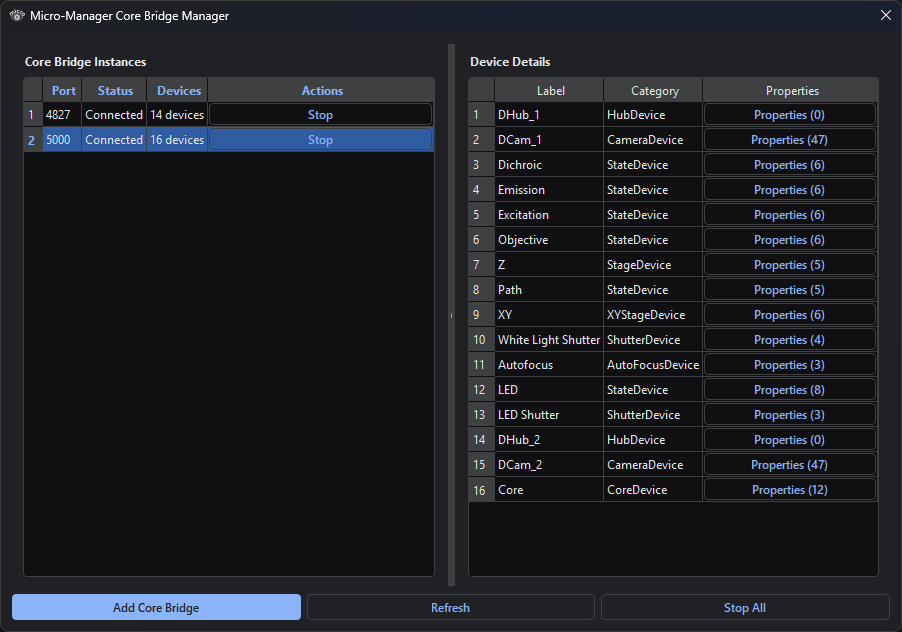 Micro-Manager Core Bridge Manager
Core Bridge Instances
Port Status Devices Actions
1 4827 Connected 14 devices Stop
2 5000 Connected 16 devices Stop
Device Details
Label Category Properties
1 DHub_1 HubDevice Properties (0)
2 DCam_1 CameraDevice Properties (47)
3 Dichroic StateDevice Properties (6)
4 Emission StateDevice Properties (6)
5 Excitation StateDevice Properties (6)
6 Objective StateDevice Properties (6)
7 Z StageDevice Properties (5)
8 Path StateDevice Properties (5)
9 XY XYStageDevice Properties (6)
10 White Light Shutter ShutterDevice Properties (4)
11 Autofocus AutoFocusDevice Properties (3)
12 LED StateDevice Properties (8)
13 LED Shutter ShutterDevice Properties (3)
14 DHub_2 HubDevice Properties (0)
15 DCam_2 CameraDevice Properties (47)
16 Core CoreDevice Properties (12)
Add Core Bridge Refresh Stop All